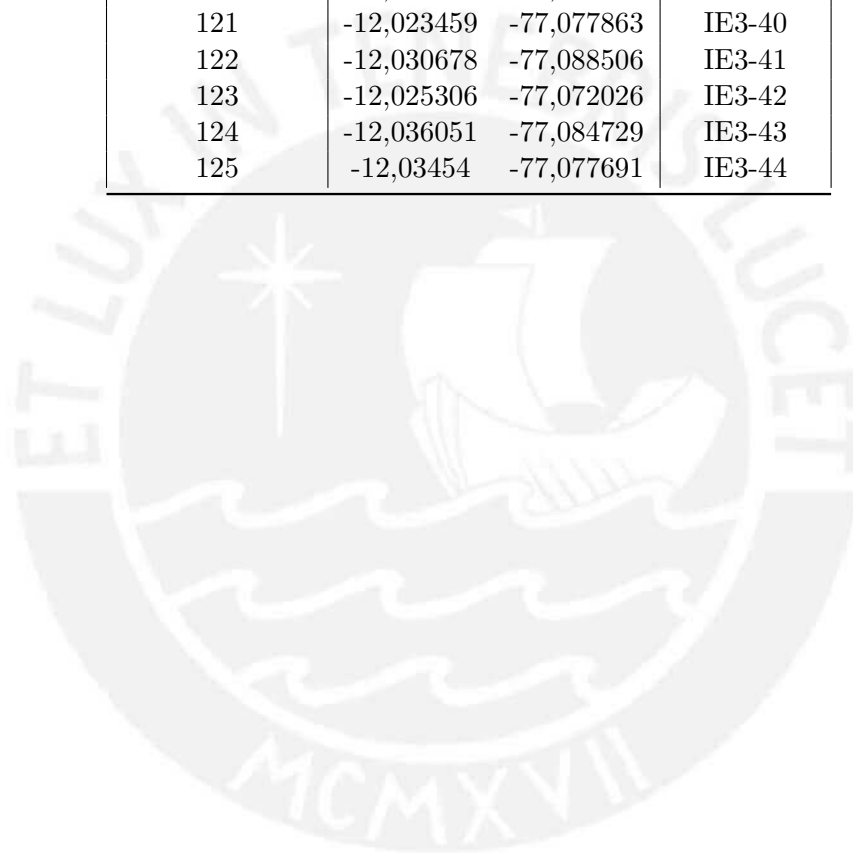 121 -12,023459 -77,077863 IE3-40
122 -12,030678 -77,088506 IE3-41
123 -12,025306 -77,072026 IE3-42
124 -12,036051 -77,084729 IE3-43
125 -12,03454 -77,077691 IE3-44
ET LUX IN TENEBRIS LUCET
MCMXVII